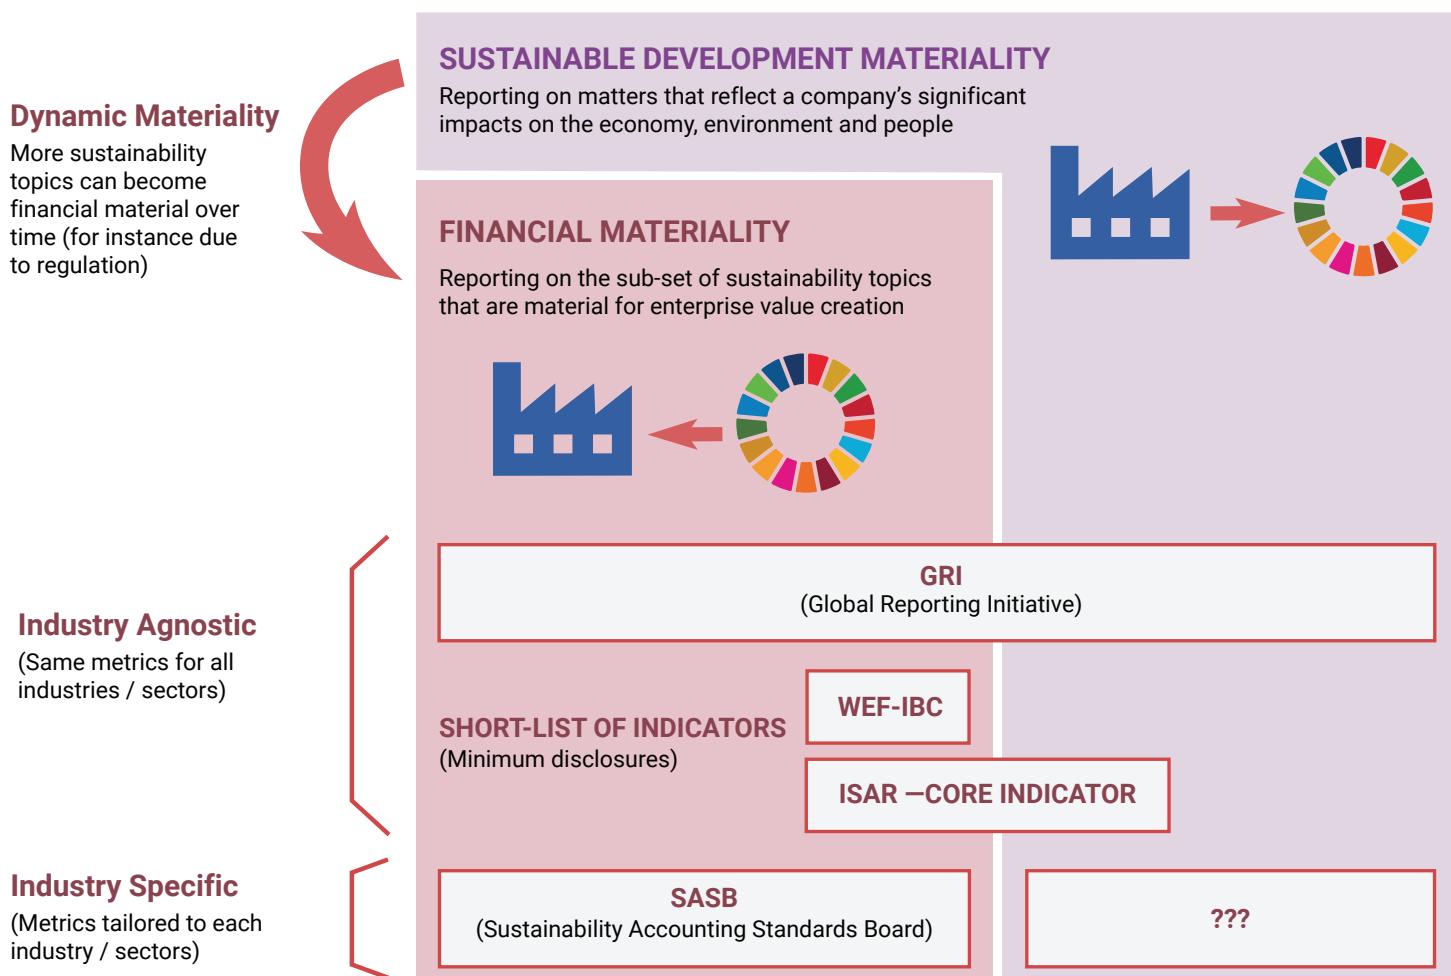 SUSTAINABLE DEVELOPMENT MATERIALITY
Reporting on matters that reflect a company’s significant
impacts on the economy, environment and people
Dynamic Materiality
More sustainability
topics can become
financial material over
time (for instance due
to regulation)
FINANCIAL MATERIALITY
Reporting on the sub-set of sustainability topics
that are material for enterprise value creation
GRI
(Global Reporting Initiative)
Industry Agnostic
(Same metrics for all
industries / sectors)
WEF-IBC
SHORT-LIST OF INDICATORS
(Minimum disclosures)
ISAR —CORE INDICATOR
Industry Specific
(Metrics tailored to each
industry / sectors)
SASB
(Sustainability Accounting Standards Board)
???